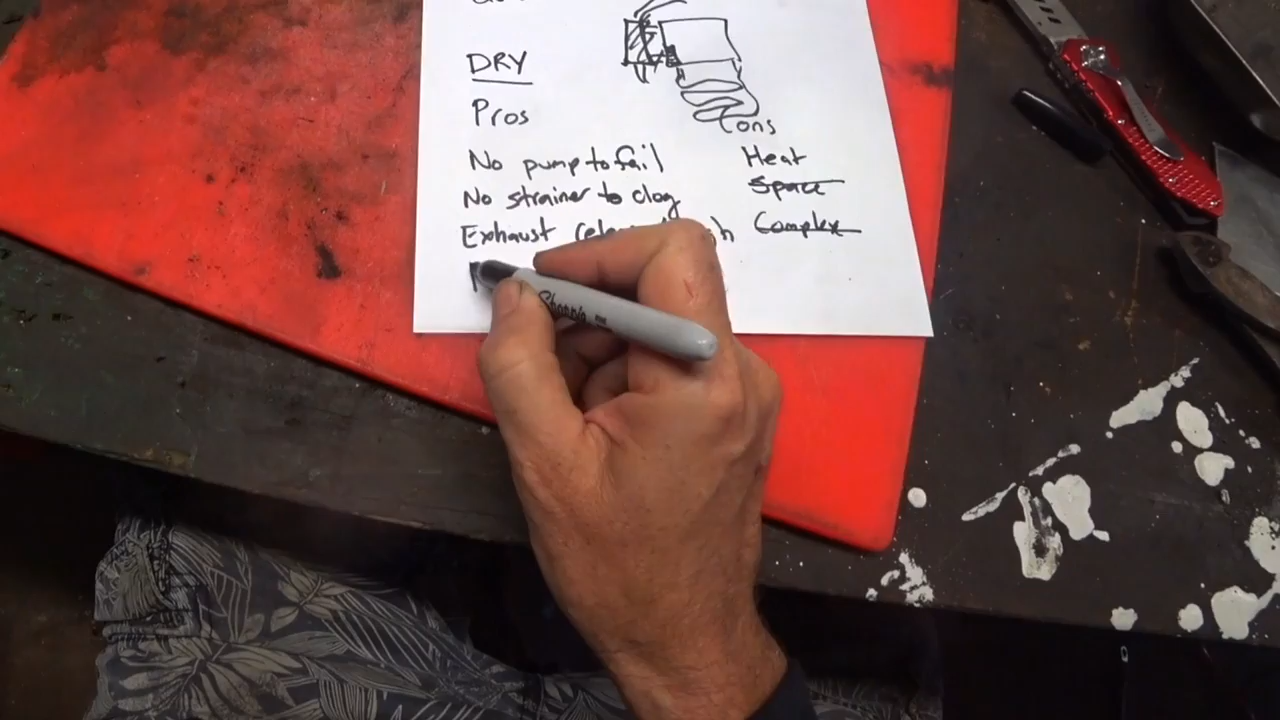 DRY
Pros
Cons
No pump to fail
Heat
No strainer to clog
Space
Exhaust
Complex
Sharpie